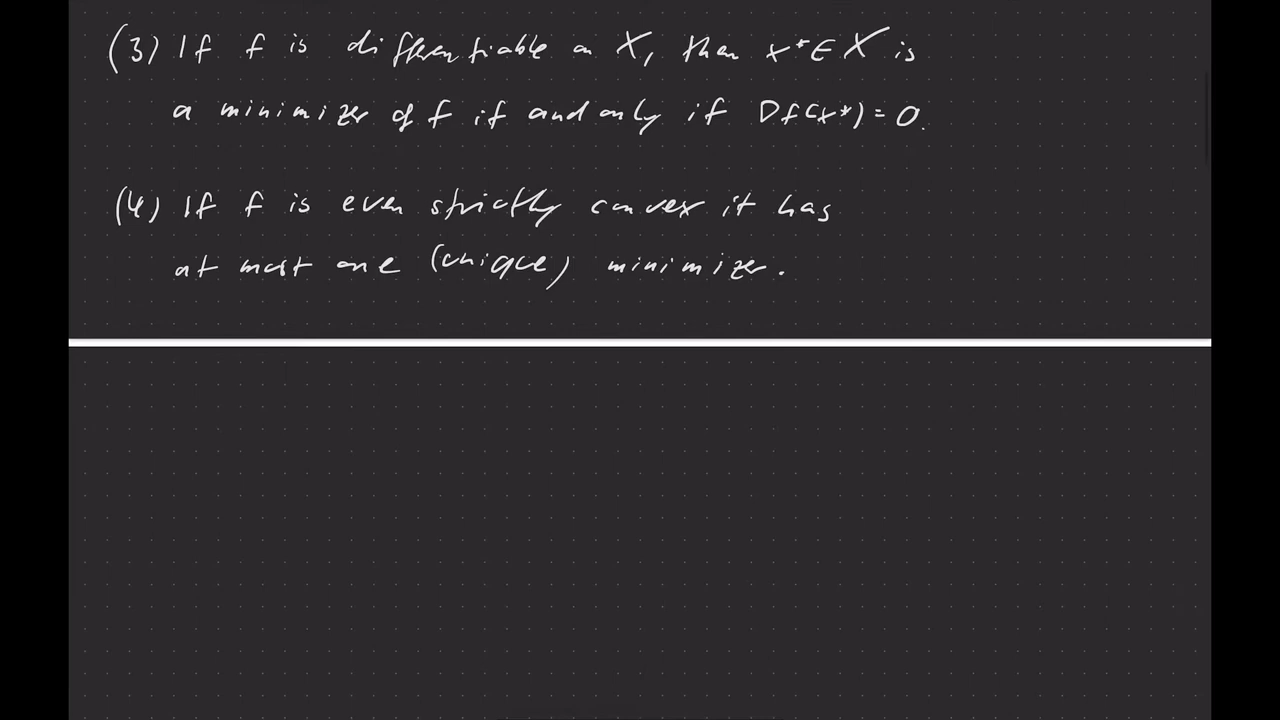 (3) If f is differentiable on X, then x* ∈ X is
a minimizer of f if and only if Df(x*) = 0.
(4) If f is even strictly convex it has
at most one (unique) minimizer.